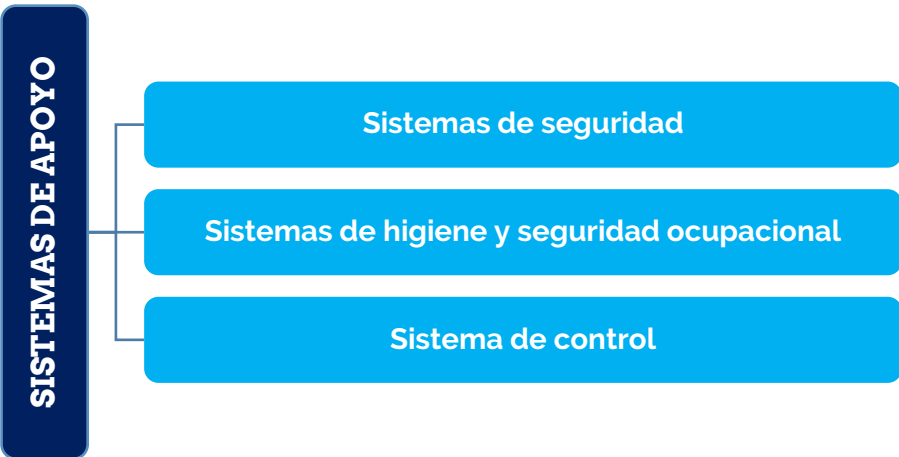 SISTEMAS DE APOYO
Sistemas de seguridad
Sistemas de higiene y seguridad ocupacional
Sistema de control